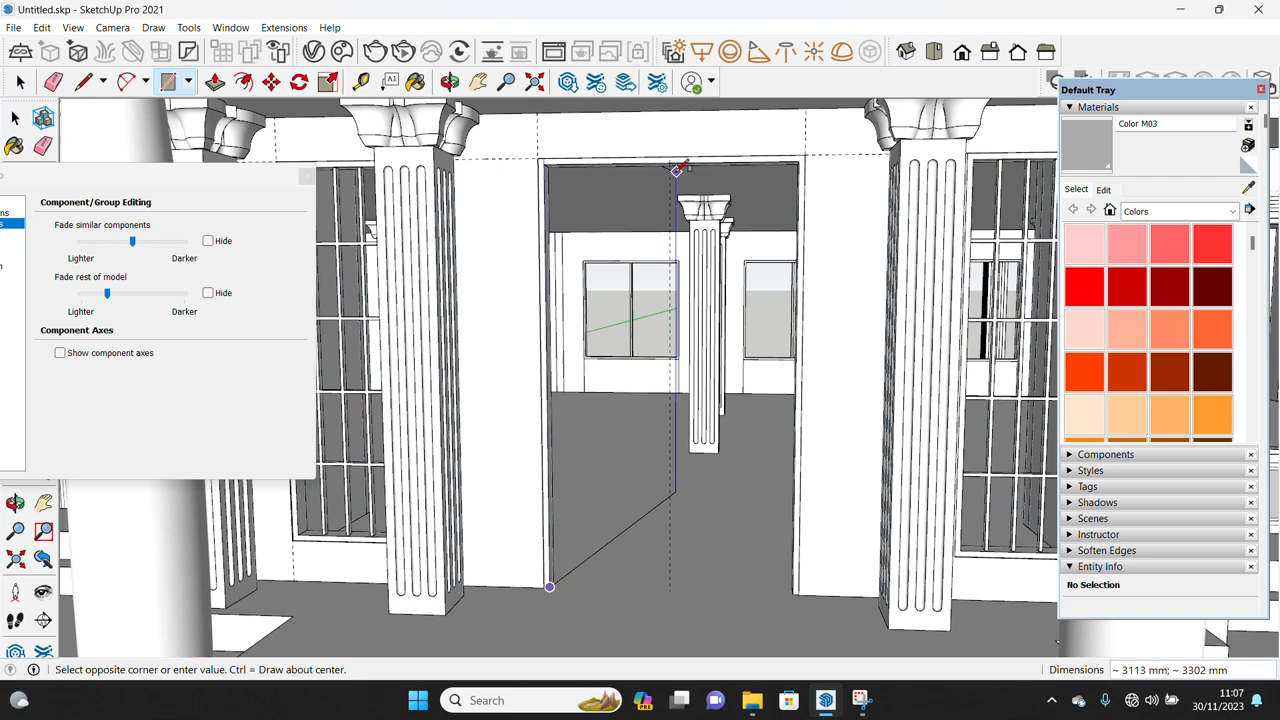 Untitled.skp - SketchUp Pro 2021
File Edit View Camera Draw Tools Window Extensions Help
Default Tray
Materials
Color M03
Select Edit
Colors
Component/Group Editing
Fade similar components
Hide
Lighter Darker
Fade rest of model
Hide
Lighter Darker
Component Axes
Show component axes
Components
Styles
Tags
Shadows
Scenes
Instructor
Soften Edges
Entity Info
No Selection
Select opposite corner or enter value. Ctrl = Draw about center.
Dimensions ~ 3113 mm; ~ 3302 mm
Search
PRE
11:07
30/11/2023